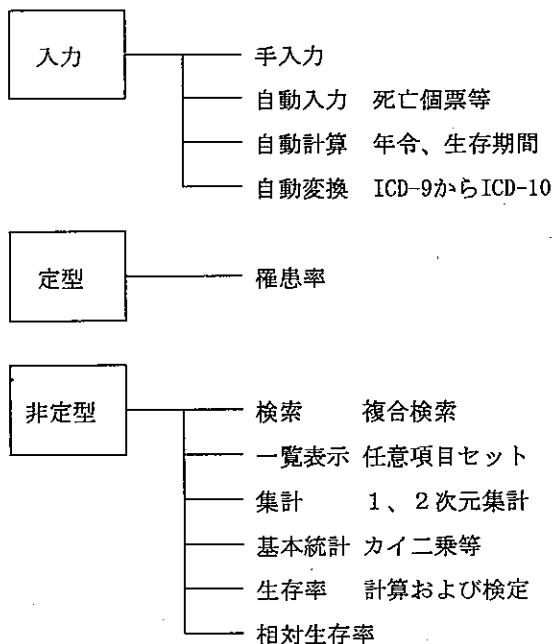 入力
手入力
自動入力 死亡個票等
自動計算 年令、生存期間
自動変換 ICD-9からICD-10
定型
罹患率
非定型
検索 複合検索
一覧表示 任意項目セット
集計 1、2次元集計
基本統計 カイ二乗等
生存率 計算および検定
相対生存率